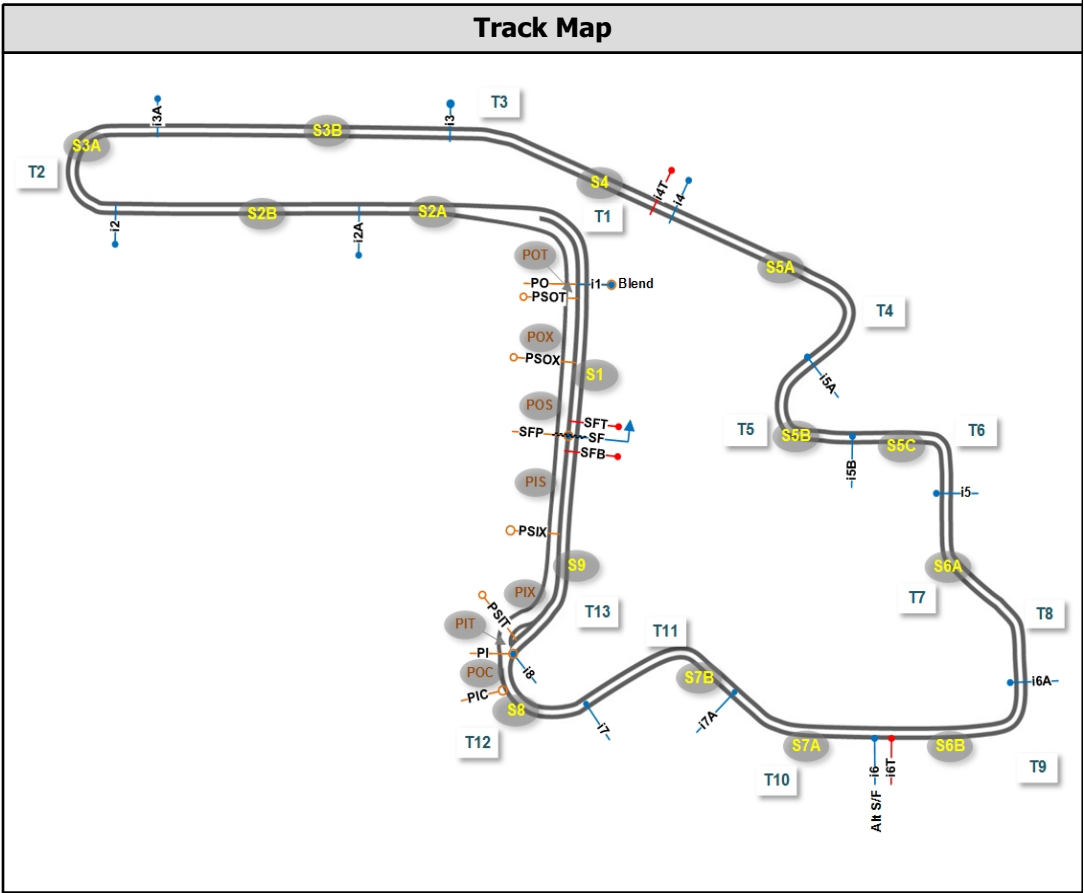 Track Map
i3A
i3
T3
S3B
S3A
T2
S4
i4T
i4
T1
S2B
S2A
i2
i2A
POT
S5A
PO
i1
Blend
PSOT
T4
POX
PSOX
S1
i5A
POS
SFT
SFP
SF
SFB
T5
S5B
S5C
T6
i5B
PIS
i5
PSIX
S9
S6A
PIX
T7
PSIT
T13
T8
PIT
T11
PI
POC
i8
S7B
i6A
PIC
S8
i7
i7A
T12
S7A
S6B
T10
T9
Alt S/F
i6
i6T